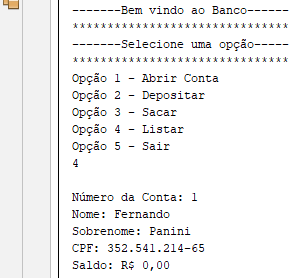 -------Bem vindo ao Banco------
*******************************
-------Selecione uma opção-----
*******************************
Opção 1 - Abrir Conta
Opção 2 - Depositar
Opção 3 - Sacar
Opção 4 - Listar
Opção 5 - Sair
4
Número da Conta: 1
Nome: Fernando
Sobrenome: Panini
CPF: 352.541.214-65
Saldo: R$ 0,00